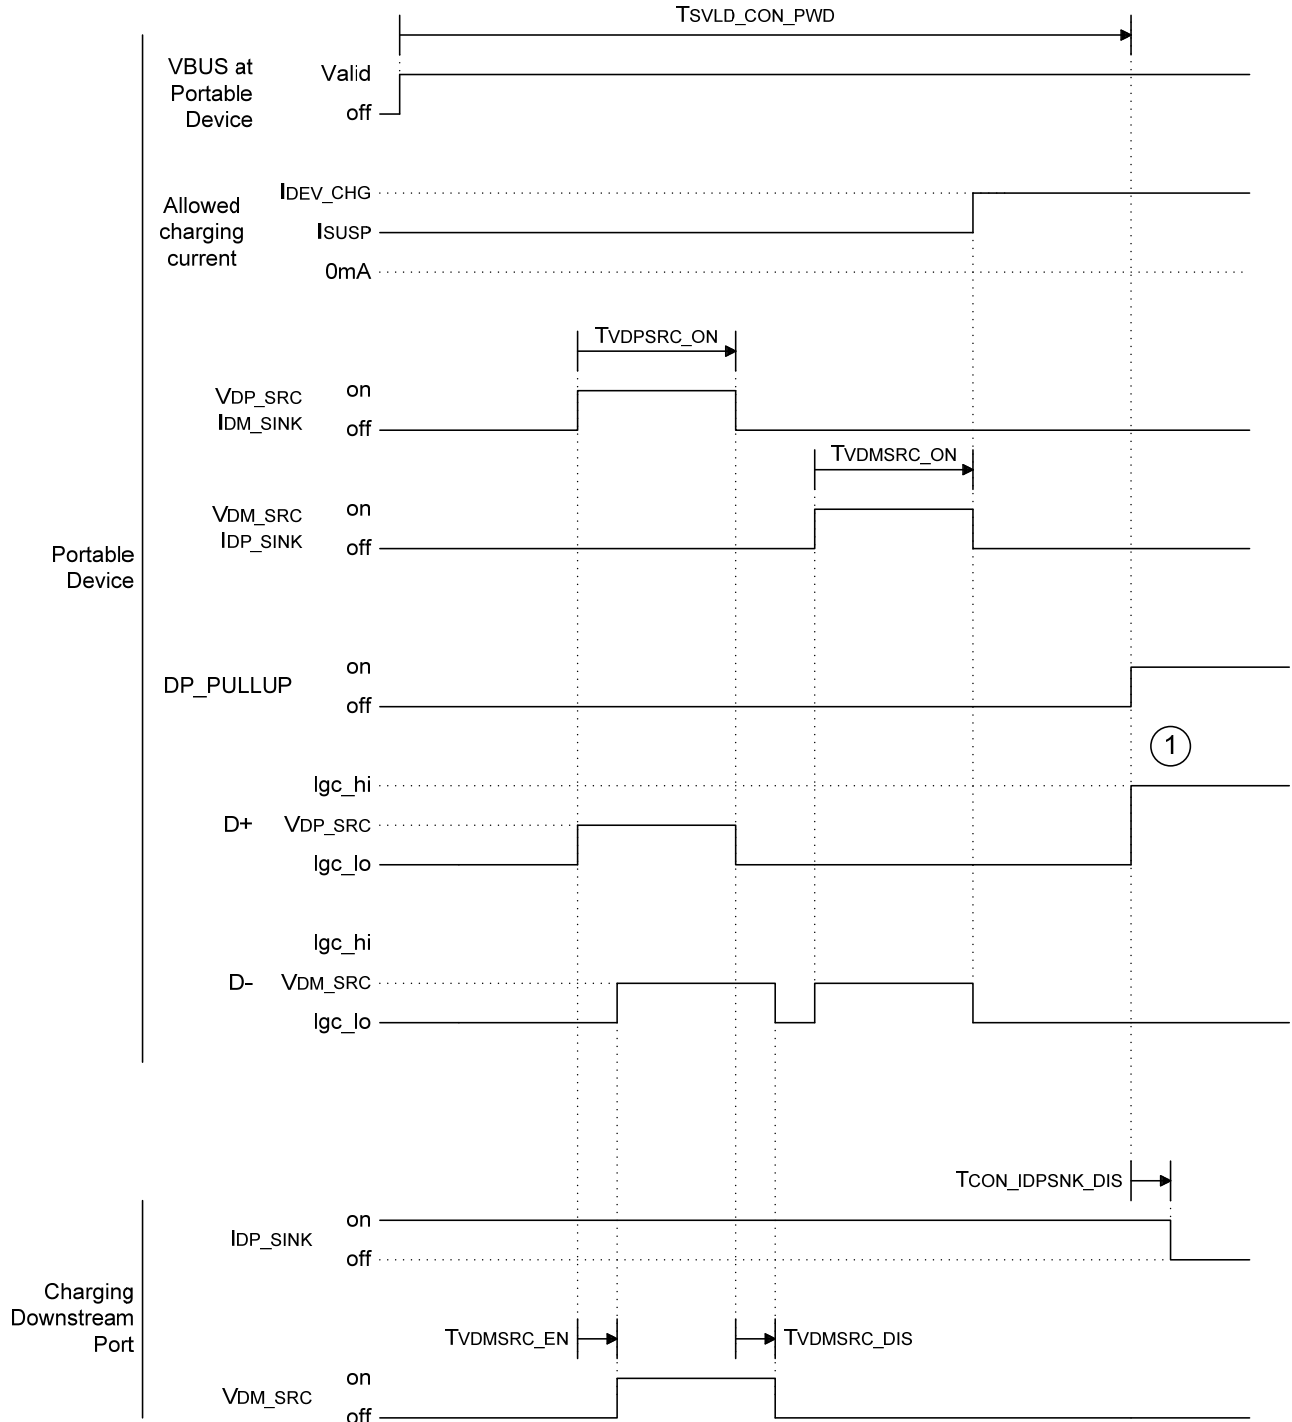 TSVLD_CON_PWD
VBUS at
Portable
Device
Valid
off
Allowed
charging
current
IDEV_CHG
ISUSP
0mA
TVDPSRC_ON
VDP_SRC
IDM_SINK
on
off
TVDMSRC_ON
VDM_SRC
IDP_SINK
on
off
Portable
Device
DP_PULLUP
on
off
1
D+
lgc_hi
VDP_SRC
lgc_lo
D-
lgc_hi
VDM_SRC
lgc_lo
TCON_IDPSNK_DIS
IDP_SINK
on
off
Charging
Downstream
Port
TVDMSRC_EN
TVDMSRC_DIS
VDM_SRC
on
off